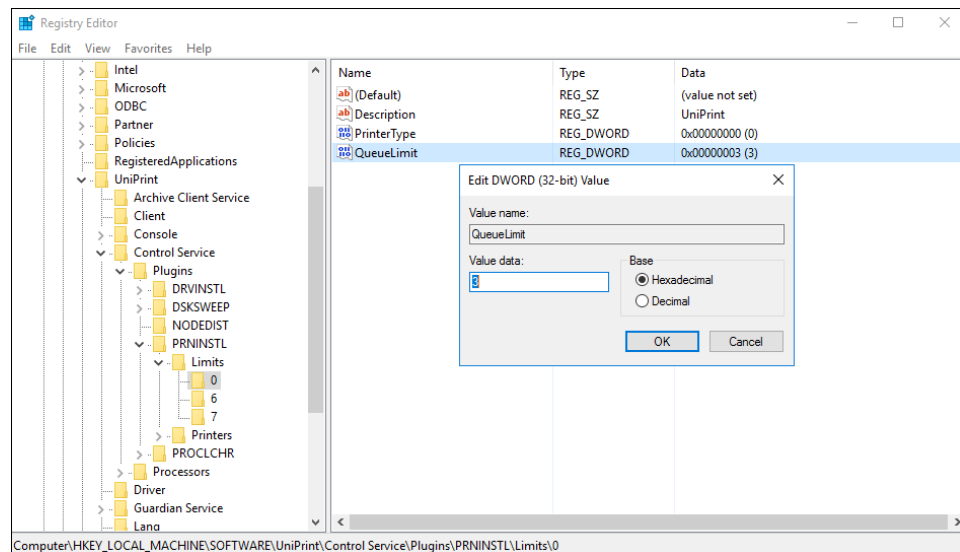 Registry Editor
File Edit View Favorites Help
Intel
Microsoft
ODBC
Partner
Policies
RegisteredApplications
UniPrint
Archive Client Service
Client
Console
Control Service
Plugins
DRVINSTL
DSKSWEEP
NODEDIST
PRNINSTL
Limits
0
6
7
Printers
PROCLCHR
Processors
Driver
Guardian Service
Lang
Name Type Data
ab (Default) REG_SZ (value not set)
ab Description REG_SZ UniPrint
PrinterType REG_DWORD 0x00000000 (0)
QueueLimit REG_DWORD 0x00000003 (3)
Edit DWORD (32-bit) Value
Value name:
QueueLimit
Value data:
3
Base
Hexadecimal
Decimal
OK Cancel
Computer\HKEY_LOCAL_MACHINE\SOFTWARE\UniPrint\Control Service\Plugins\PRNINSTL\Limits\0